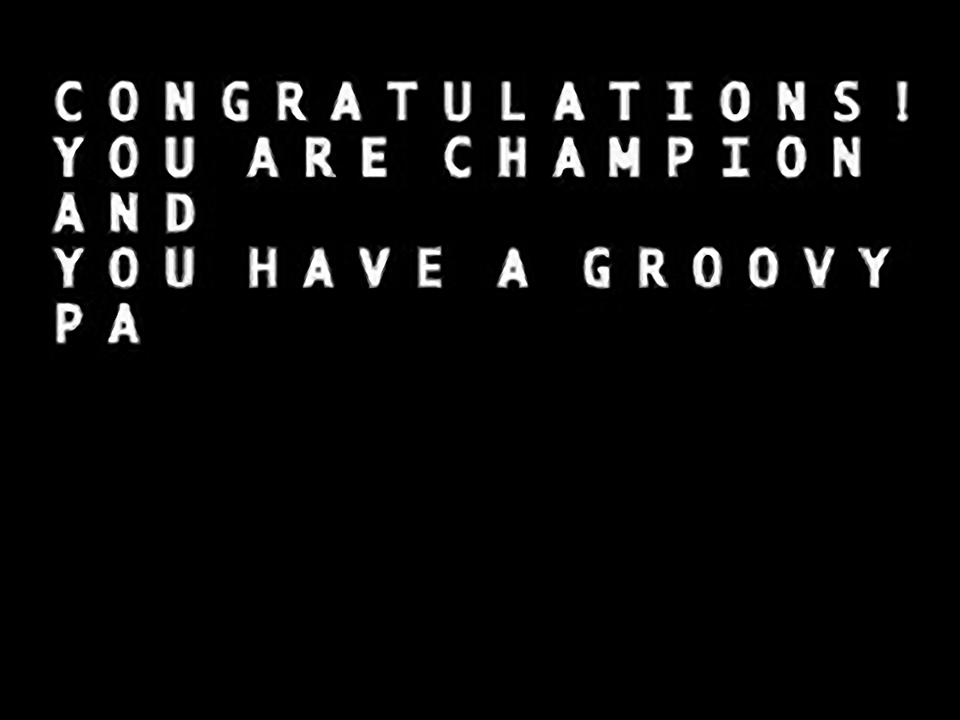 CONGRATULATIONS!
YOU ARE CHAMPION
AND
YOU HAVE A GROOVY
PA